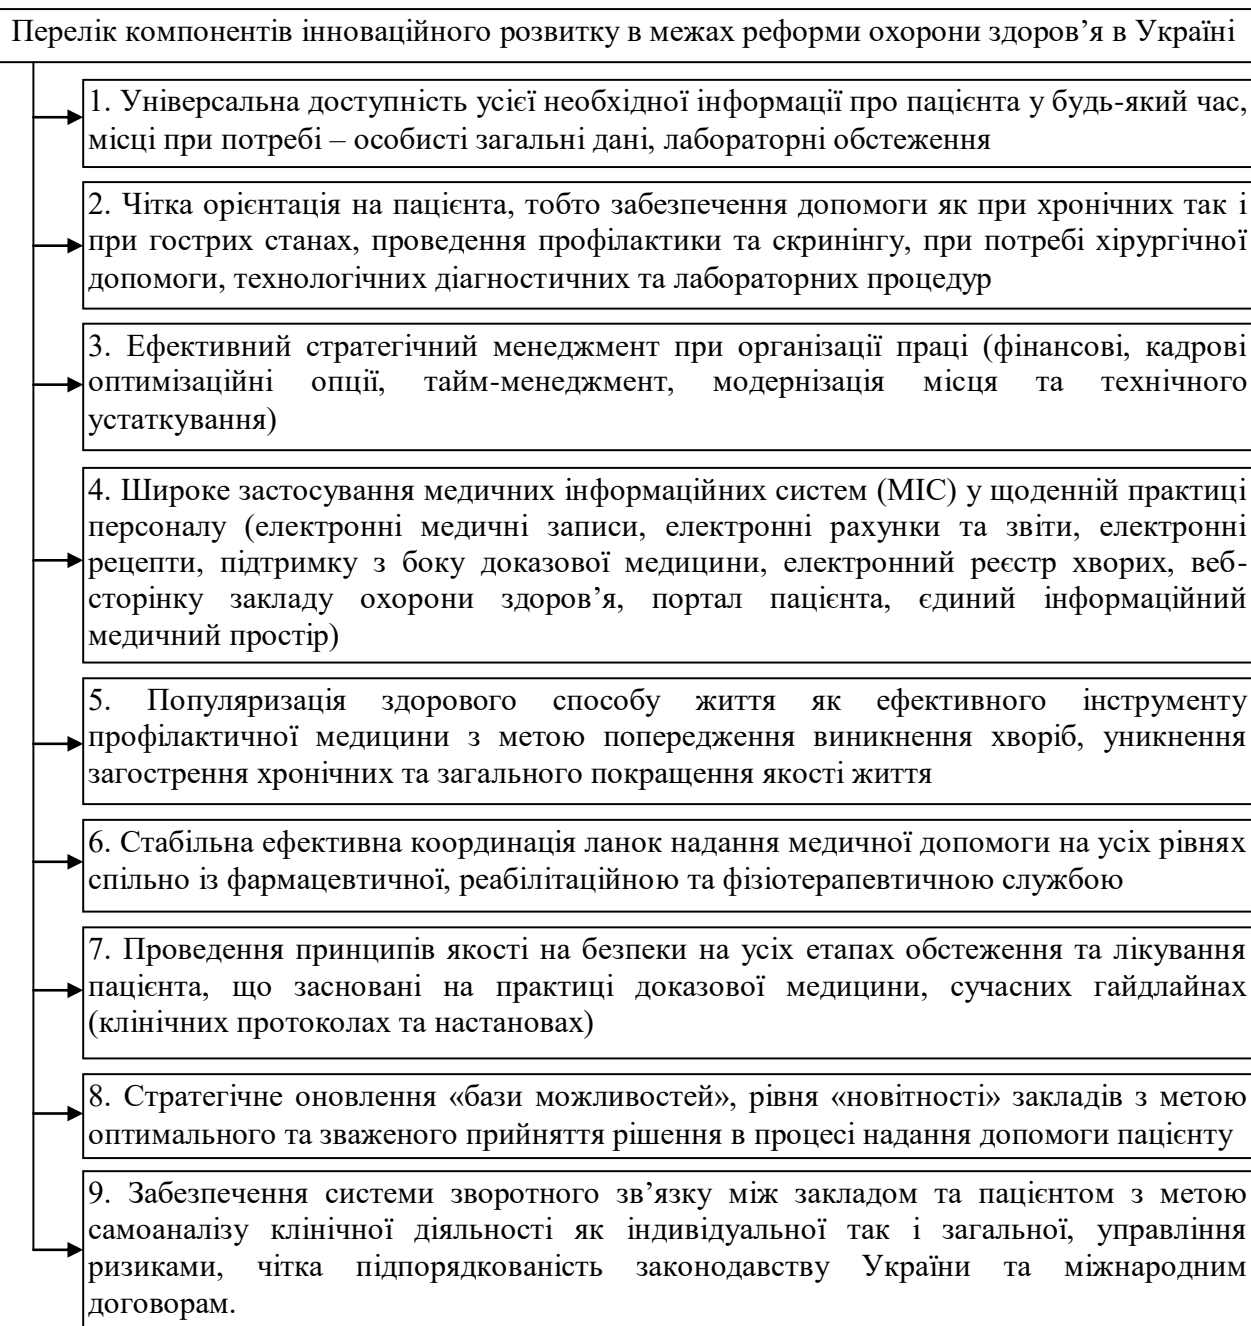 Перелік компонентів інноваційного розвитку в межах реформи охорони здоров’я в Україні
1. Універсальна доступність усієї необхідної інформації про пацієнта у будь-який час,
місці при потребі – особисті загальні дані, лабораторні обстеження
2. Чітка орієнтація на пацієнта, тобто забезпечення допомоги як при хронічних так і
при гострих станах, проведення профілактики та скринінгу, при потребі хірургічної
допомоги, технологічних діагностичних та лабораторних процедур
3. Ефективний стратегічний менеджмент при організації праці (фінансові, кадрові
оптимізаційні опції, тайм-менеджмент, модернізація місця та технічного
устаткування)
4. Широке застосування медичних інформаційних систем (МІС) у щоденній практиці
персоналу (електронні медичні записи, електронні рахунки та звіти, електронні
рецепти, підтримку з боку доказової медицини, електронний реєстр хворих, веб-
сторінку закладу охорони здоров’я, портал пацієнта, єдиний інформаційний
медичний простір)
5. Популяризація здорового способу життя як ефективного інструменту
профілактичної медицини з метою попередження виникнення хвороб, уникнення
загострення хронічних та загального покращення якості життя
6. Стабільна ефективна координація ланок надання медичної допомоги на усіх рівнях
спільно із фармацевтичної, реабілітаційною та фізіотерапевтичною службою
7. Проведення принципів якості на безпеки на усіх етапах обстеження та лікування
пацієнта, що засновані на практиці доказової медицини, сучасних гайдлайнах
(клінічних протоколах та настановах)
8. Стратегічне оновлення «бази можливостей», рівня «новітності» закладів з метою
оптимального та зваженого прийняття рішення в процесі надання допомоги пацієнту
9. Забезпечення системи зворотного зв’язку між закладом та пацієнтом з метою
самоаналізу клінічної діяльності як індивідуальної так і загальної, управління
ризиками, чітка підпорядкованість законодавству України та міжнародним
договорам.